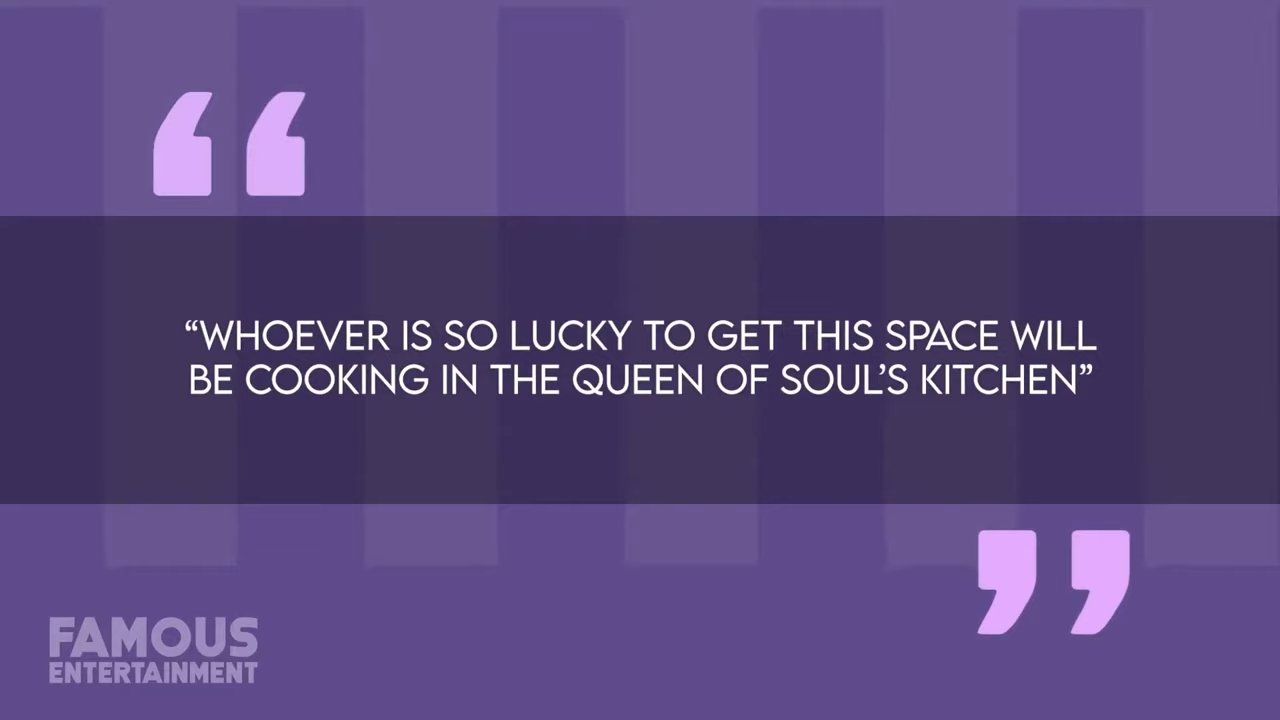 “WHOEVER IS SO LUCKY TO GET THIS SPACE WILL
BE COOKING IN THE QUEEN OF SOUL’S KITCHEN”
FAMOUS
ENTERTAINMENT